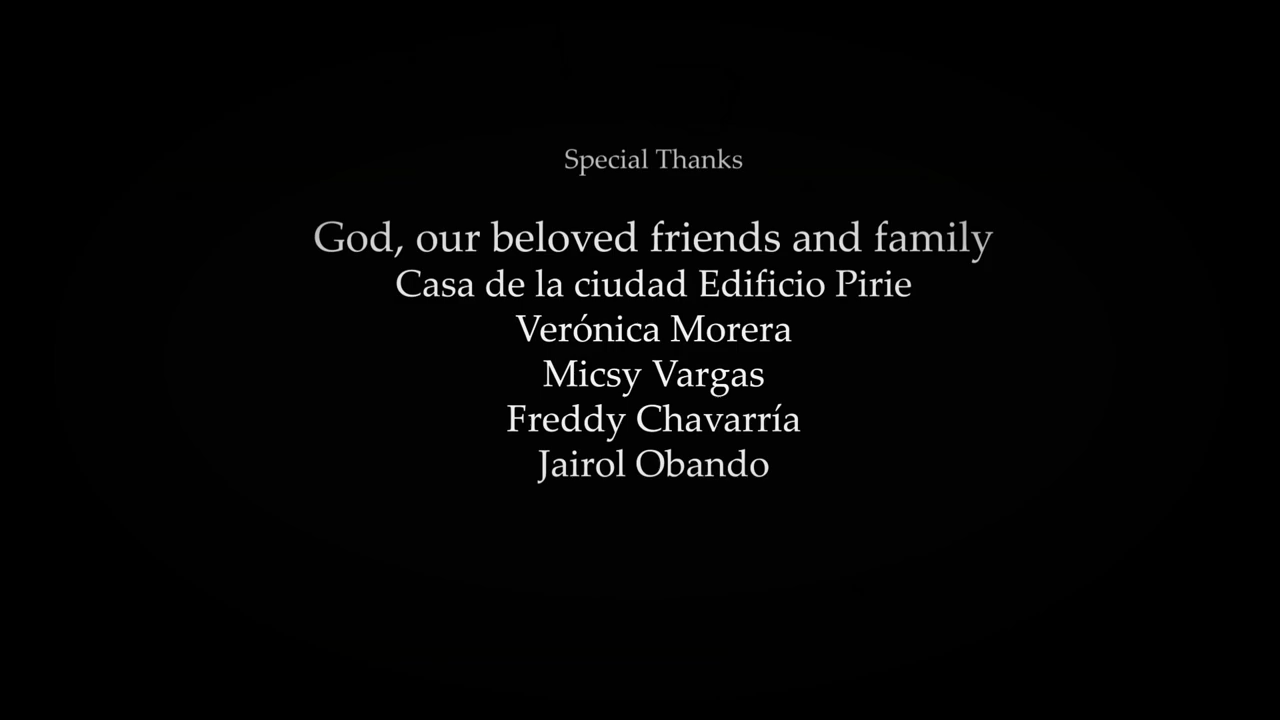 Special Thanks
God, our beloved friends and family
Casa de la ciudad Edificio Pirie
Verónica Morera
Micsy Vargas
Freddy Chavarría
Jairol Obando